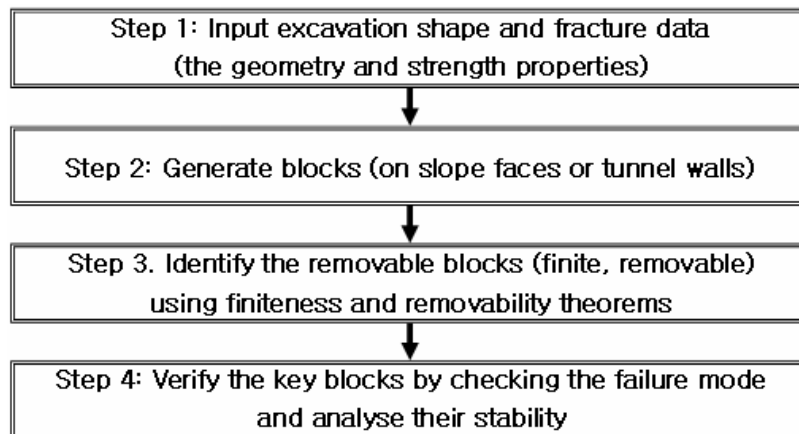 Step 1: Input excavation shape and fracture data
(the geometry and strength properties)
Step 2: Generate blocks (on slope faces or tunnel walls)
Step 3. Identify the removable blocks (finite, removable)
using finiteness and removability theorems
Step 4: Verify the key blocks by checking the failure mode
and analyse their stability